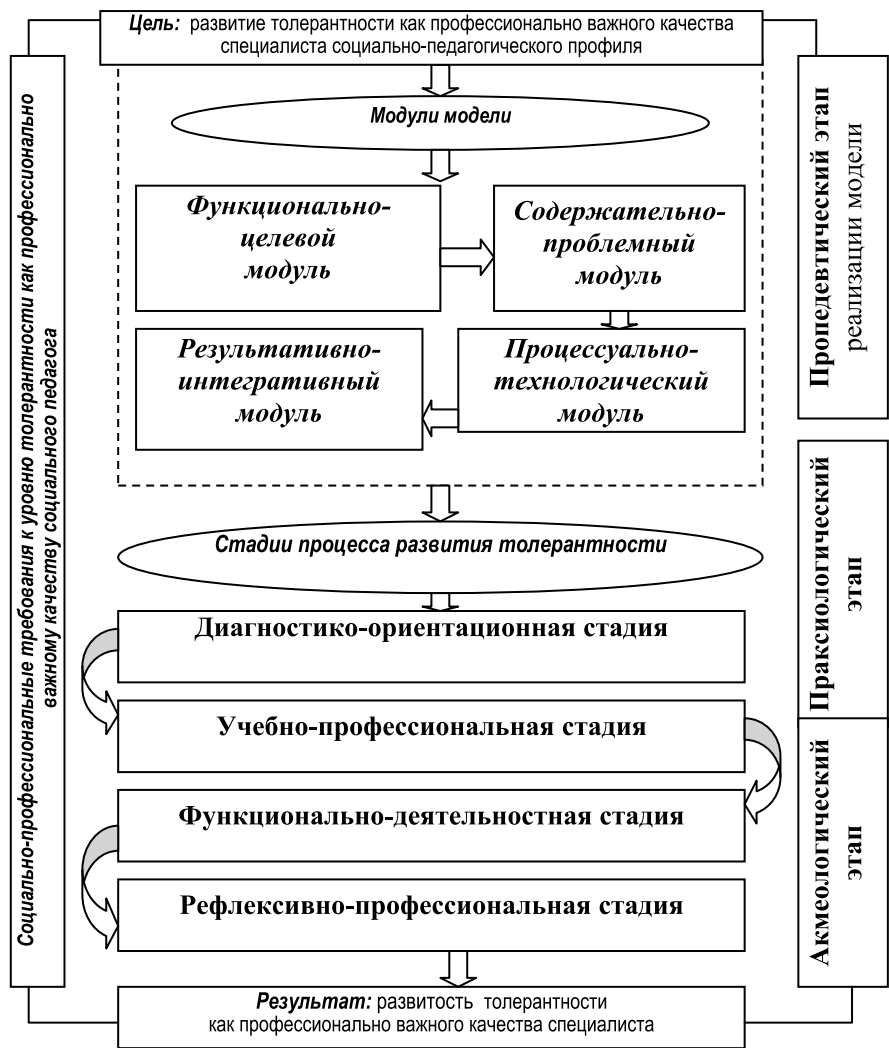 Цель: развитие толерантности как профессионально важного качества
специалиста социально-педагогического профиля
Социально-профессиональные требования к уровню толерантности как профессионально
важному качеству социального педагога
Модули модели
Функционально-
целевой
модуль
Содержательно-
проблемный
модуль
Результативно-
интегративный
модуль
Процессуально-
технологический
модуль
Пропедевтический этап
реализации модели
Стадии процесса развития толерантности
Диагностико-ориентационная стадия
Учебно-профессиональная стадия
Функционально-деятельностная стадия
Рефлексивно-профессиональная стадия
Праксиологический
этап
Акмеологический
этап
Результат: развитость толерантности
как профессионально важного качества специалиста